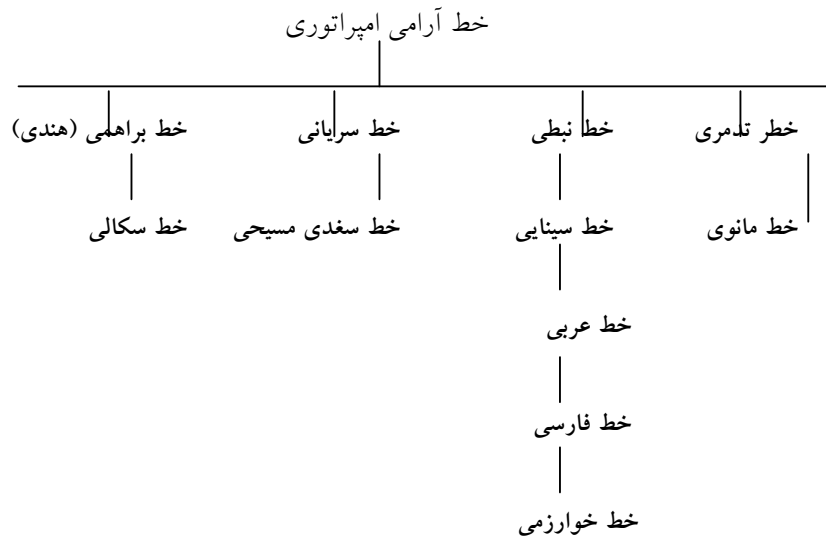 خط آرامی امپراتوری
خطر تدمری خط نبطی خط سریانی خط براهمی (هندی)
خط مانوی خط سینایی خط سغدی مسیحی خط سکالی
خط عربی
خط فارسی
خط خوارزمی